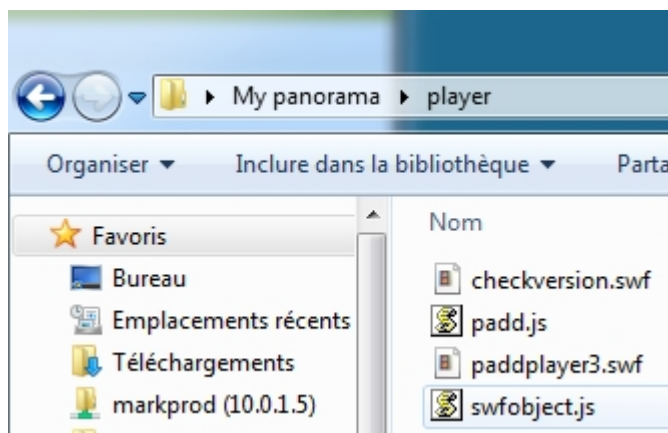 My panorama player
Organiser Inclure dans la bibliothèque Parta
Favoris
Bureau
Emplacements récents
Téléchargements
markprod (10.0.1.5)
Nom
checkversion.swf
padd.js
paddplayer3.swf
swfobject.js